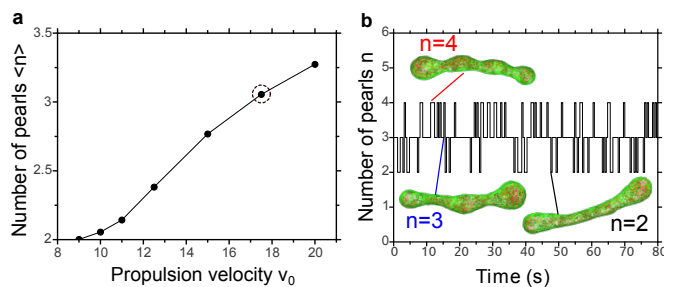 a
Number of pearls <n>
3.5
3
2.5
2
8 10 12 14 16 18 20 22
Propulsion velocity v₀
b
Number of pearls n
6
5
4
3
2
1
0
0 10 20 30 40 50 60 70 80
Time (s)
n=4
n=3
n=2